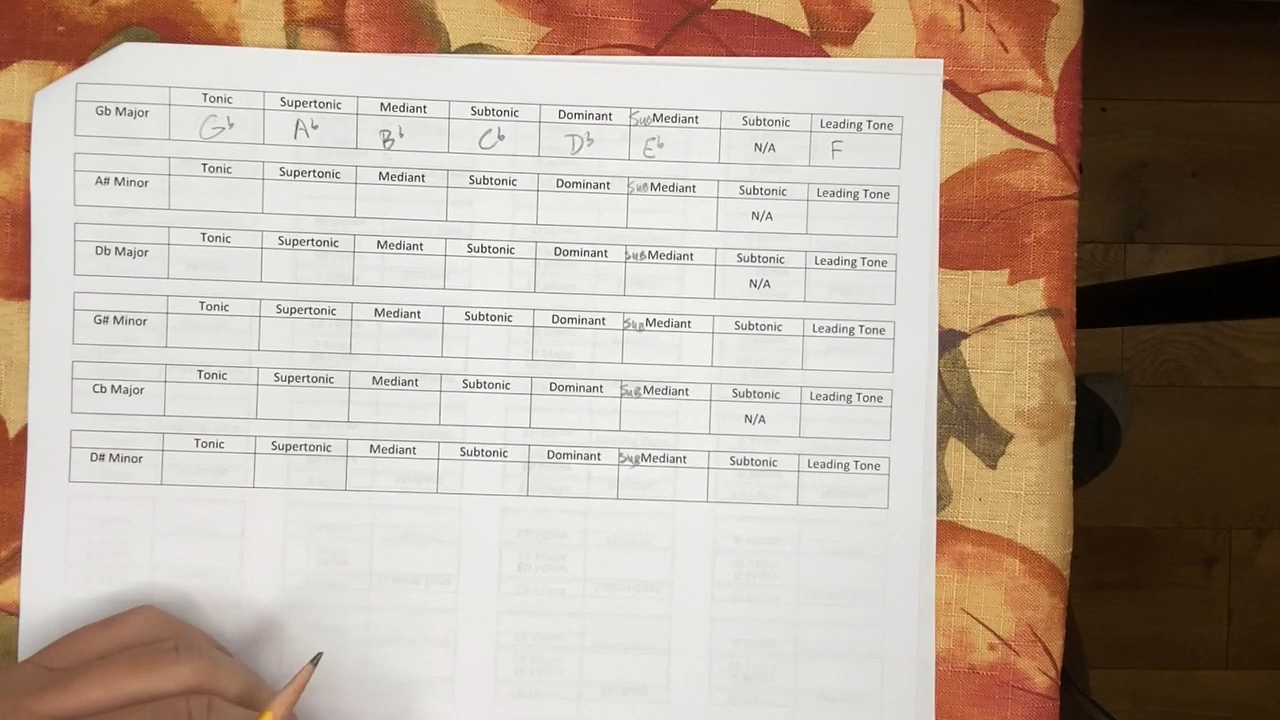 Tonic Supertonic Mediant Subtonic Dominant SubMediant Subtonic Leading Tone
Gb Major G♭ A♭ B♭ C♭ D♭ E♭ N/A F
Tonic Supertonic Mediant Subtonic Dominant SubMediant Subtonic Leading Tone
A# Minor N/A
Tonic Supertonic Mediant Subtonic Dominant SubMediant Subtonic Leading Tone
Db Major N/A
Tonic Supertonic Mediant Subtonic Dominant SubMediant Subtonic Leading Tone
G# Minor
Tonic Supertonic Mediant Subtonic Dominant SubMediant Subtonic Leading Tone
Cb Major N/A
Tonic Supertonic Mediant Subtonic Dominant SubMediant Subtonic Leading Tone
D# Minor